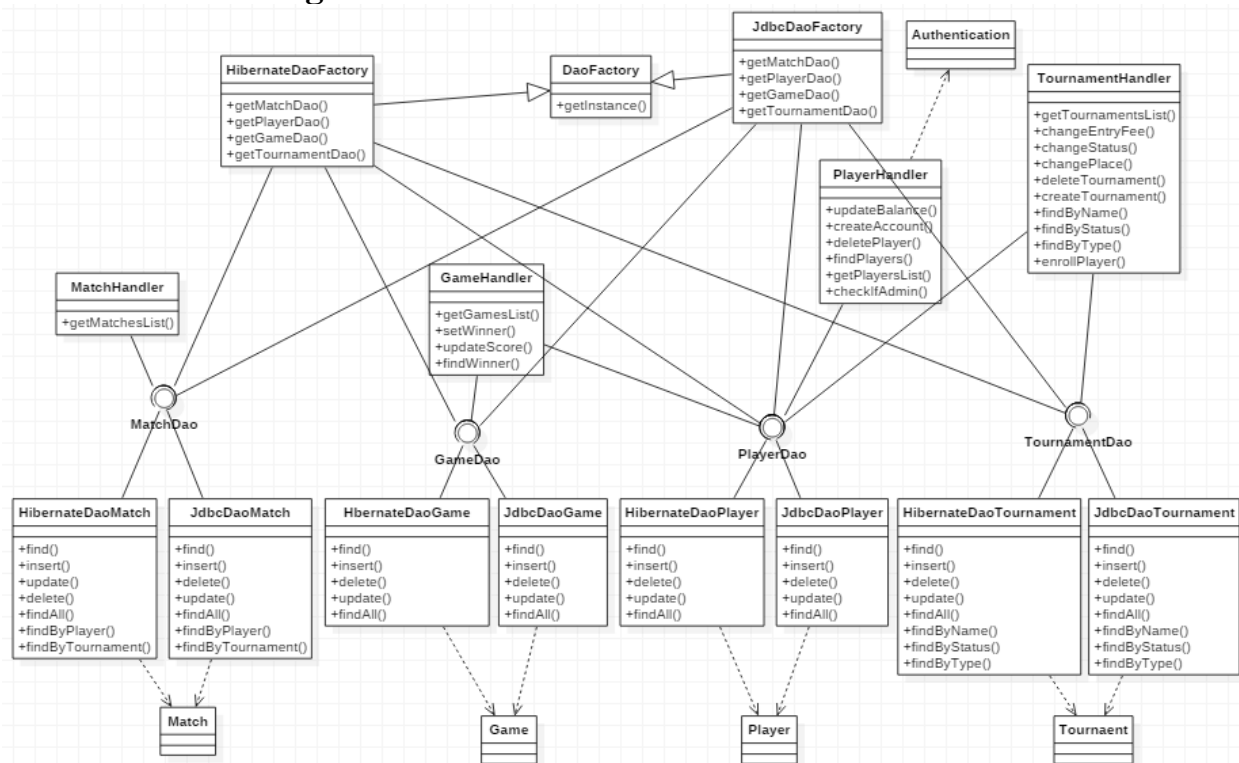 HibernateDaoFactory
+getMatchDao()
+getPlayerDao()
+getGameDao()
+getTournamentDao()
DaoFactory
+getInstance()
JdbcDaoFactory
+getMatchDao()
+getPlayerDao()
+getGameDao()
+getTournamentDao()
Authentication
TournamentHandler
+getTournamentsList()
+changeEntryFee()
+changeStatus()
+changePlace()
+deleteTournament()
+createTournament()
+findByName()
+findByStatus()
+findByType()
+enrollPlayer()
PlayerHandler
+updateBalance()
+createAccount()
+deletePlayer()
+findPlayers()
+getPlayersList()
+checkIfAdmin()
MatchHandler
+getMatchesList()
GameHandler
+getGamesList()
+setWinner()
+updateScore()
+findWinner()
MatchDao
GameDao
PlayerDao
TournamentDao
HibernateDaoMatch
+find()
+insert()
+update()
+delete()
+findAll()
+findByPlayer()
+findByTournament()
JdbcDaoMatch
+find()
+insert()
+delete()
+update()
+findAll()
+findByPlayer()
+findByTournament()
HbernateDaoGame
+find()
+insert()
+delete()
+update()
+findAll()
JdbcDaoGame
+find()
+insert()
+delete()
+update()
+findAll()
HibernateDaoPlayer
+find()
+insert()
+delete()
+update()
+findAll()
JdbcDaoPlayer
+find()
+insert()
+delete()
+update()
+findAll()
HibernateDaoTournament
+find()
+insert()
+delete()
+update()
+findAll()
+findByName()
+findByStatus()
+findByType()
JdbcDaoTournament
+find()
+insert()
+delete()
+update()
+findAll()
+findByName()
+findByStatus()
+findByType()
Match
Game
Player
Tournaent